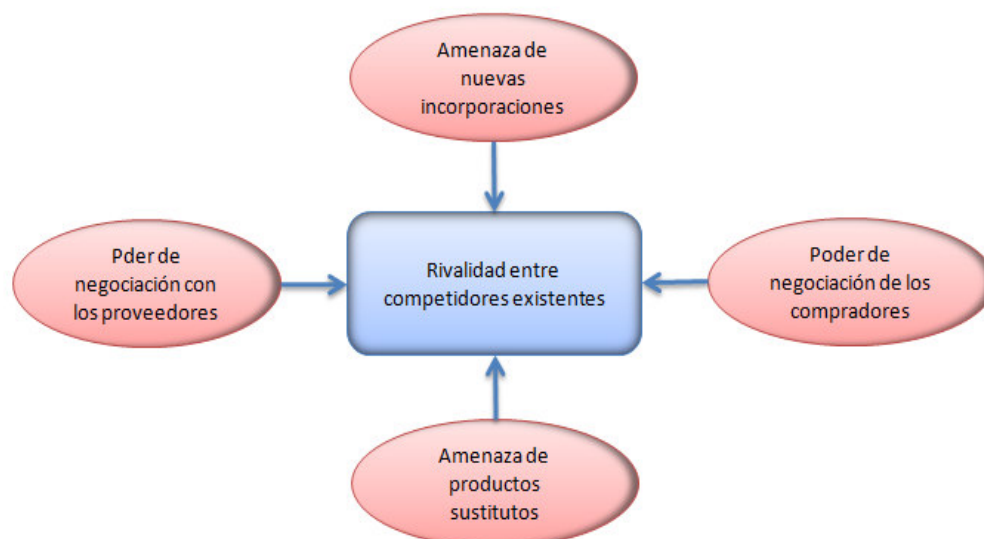 Amenaza de
nuevas
incorporaciones
Pder de
negociación con
los proveedores
Rivalidad entre
competidores existentes
Poder de
negociación de los
compradores
Amenaza de
productos
sustitutos